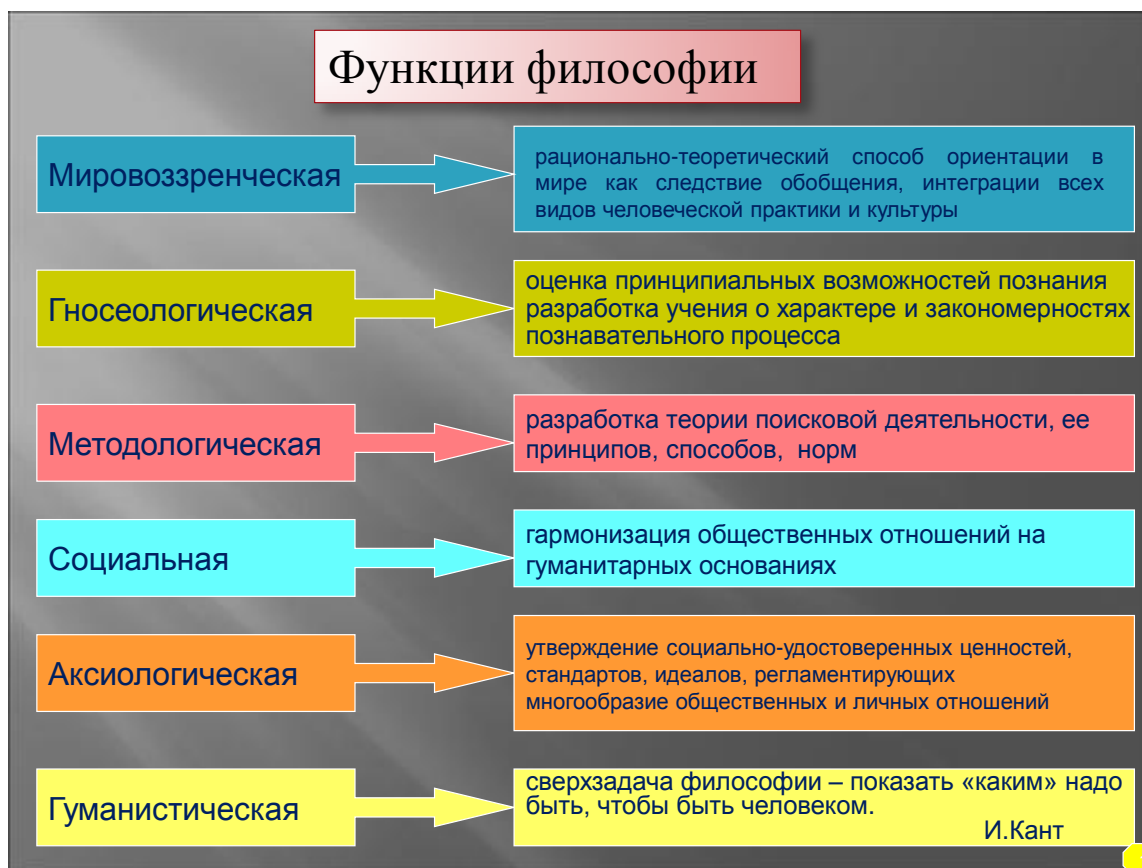 Функции философии
Мировоззренческая
рационально-теоретический способ ориентации в
мире как следствие обобщения, интеграции всех
видов человеческой практики и культуры
Гносеологическая
оценка принципиальных возможностей познания
разработка учения о характере и закономерностях
познавательного процесса
Методологическая
разработка теории поисковой деятельности, ее
принципов, способов, норм
Социальная
гармонизация общественных отношений на
гуманитарных основаниях
Аксиологическая
утверждение социально-удостоверенных ценностей,
стандартов, идеалов, регламентирующих
многообразие общественных и личных отношений
Гуманистическая
сверхзадача философии – показать «каким» надо
быть, чтобы быть человеком.
И.Кант